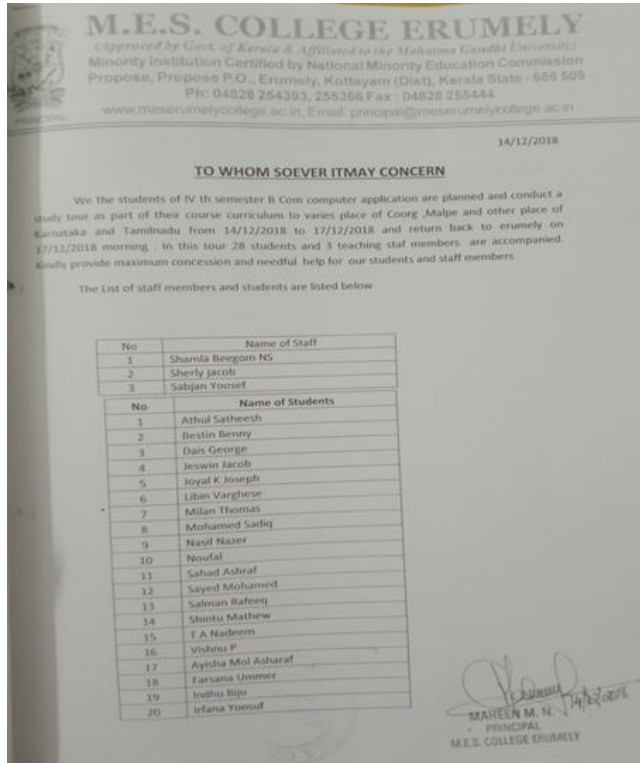 M.E.S. COLLEGE ERUMELY
(Approved by Govt. of Kerala & Affiliated to the Mahatma Gandhi University)
Minority Institution Certified by National Minority Education Commission
Propose, Propose P.O., Erumely, Kottayam (Dist), Kerala State - 686 509
Ph: 04828 254393, 255366 Fax : 04828 255444
www.meserumelycollege.ac.in, Email: principal@meserumelycollege.ac.in
PRINCIPAL
14/12/2018
TO WHOM SOEVER ITMAY CONCERN
We the students of IV th semester B Com computer application are planned and conduct a
study tour as part of their course curriculum to varies place of Coorg ,Malpe and other place of
Karnataka and Tamilnadu from 14/12/2018 to 17/12/2018 and return back to erumely on
17/12/2018 morning . In this tour 28 students and 3 teaching staf members are accompanied.
Kindly provide maximum concession and needful help for our students and staff members
The List of staff members and students are listed below
No Name of Staff
1 Shamla Beegom NS
2 Sherly Jacob
3 Sabjan Yoosef
No Name of Students
1 Athul Satheesh
2 Bestin Benny
3 Dais George
4 Jeswin Jacob
5 Joyal K Joseph
6 Libin Varghese
7 Milan Thomas
8 Mohamed Sadiq
9 Nasif Nazer
10 Noufal
11 Sahad Ashraf
12 Sayed Mohamed
13 Salman Rafeeq
14 Shintu Mathew
15 T A Nadeem
16 Vishnu P
17 Ayisha Mol Asharaf
18 Farsana Ummer
19 Indhu Biju
20 Irfana Yoosuf
14/12/2018
MAHEEN M. N.
PRINCIPAL
M.E.S. COLLEGE ERUMELY